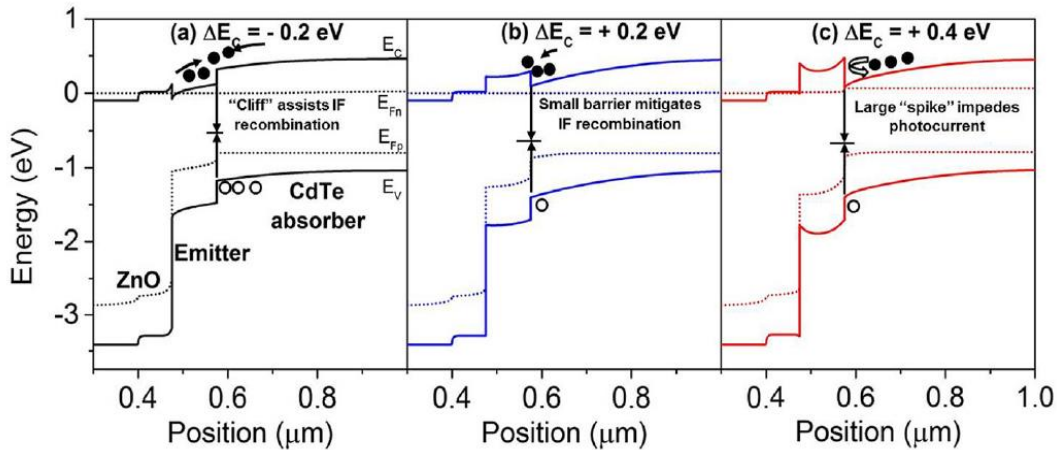 (a) ΔE_C = - 0.2 eV
(b) ΔE_C = + 0.2 eV
(c) ΔE_C = + 0.4 eV
E_C
"Cliff" assists IF
recombination
E_Fn
E_Fp
E_V
CdTe
absorber
Emitter
ZnO
Small barrier mitigates
IF recombination
Large "spike" impedes
photocurrent
Energy (eV)
1
0
-1
-2
-3
0.4 0.6 0.8
0.4 0.6 0.8
0.4 0.6 0.8 1.0
Position (μm)
Position (μm)
Position (μm)